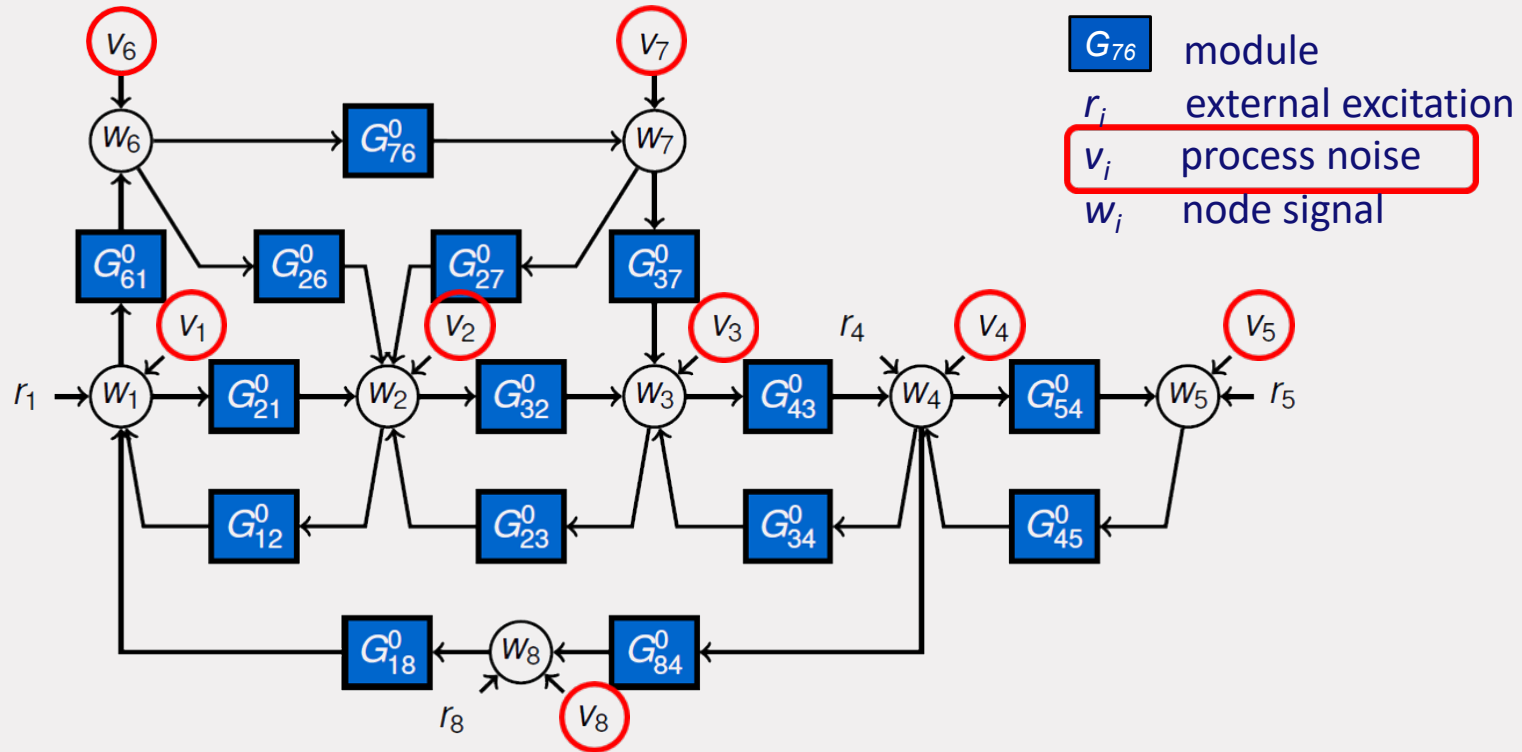 v6 v7 G76 module
ri external excitation
w6 G⁰76 w7 vi process noise
wi node signal
G⁰61 G⁰26 G⁰27 G⁰37
v1 v2 v3 r4 v4 v5
r1 w1 G⁰21 w2 G⁰32 w3 G⁰43 w4 G⁰54 w5 r5
G⁰12 G⁰23 G⁰34 G⁰45
G⁰18 w8 G⁰84
r8 v8